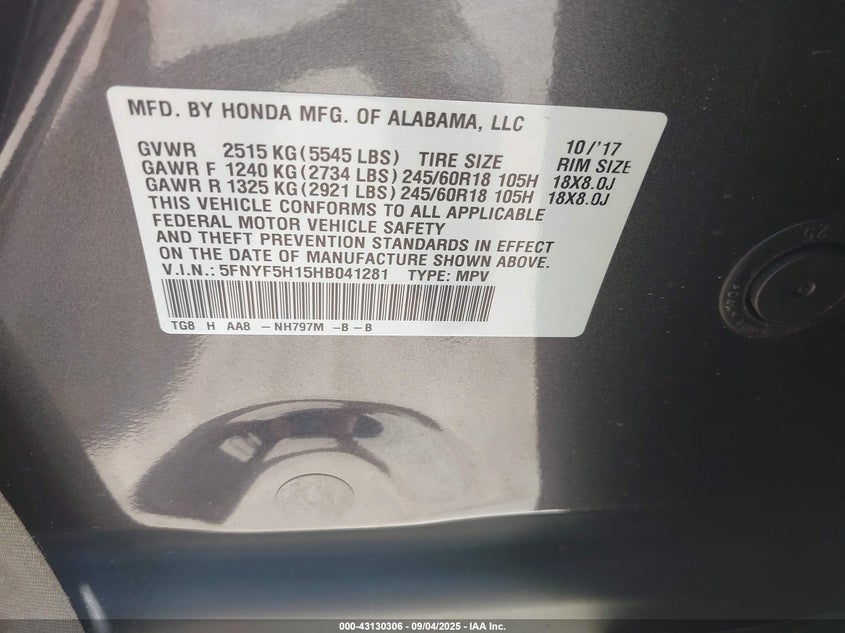 MFD. BY HONDA MFG. OF ALABAMA, LLC
10/'17
GVWR 2515 KG(5545 LBS) TIRE SIZE RIM SIZE
GAWR F 1240 KG(2734 LBS) 245/60R18 105H 18X8.0J
GAWR R 1325 KG(2921 LBS) 245/60R18 105H 18X8.0J
THIS VEHICLE CONFORMS TO ALL APPLICABLE
FEDERAL MOTOR VEHICLE SAFETY
AND THEFT PREVENTION STANDARDS IN EFFECT
ON THE DATE OF MANUFACTURE SHOWN ABOVE.
V.I.N.: 5FNYF5H15HB041281 TYPE: MPV
TG8 H AA8 -NH797M -B-B
25
000-43130306 - 09/04/2025 - IAA Inc.